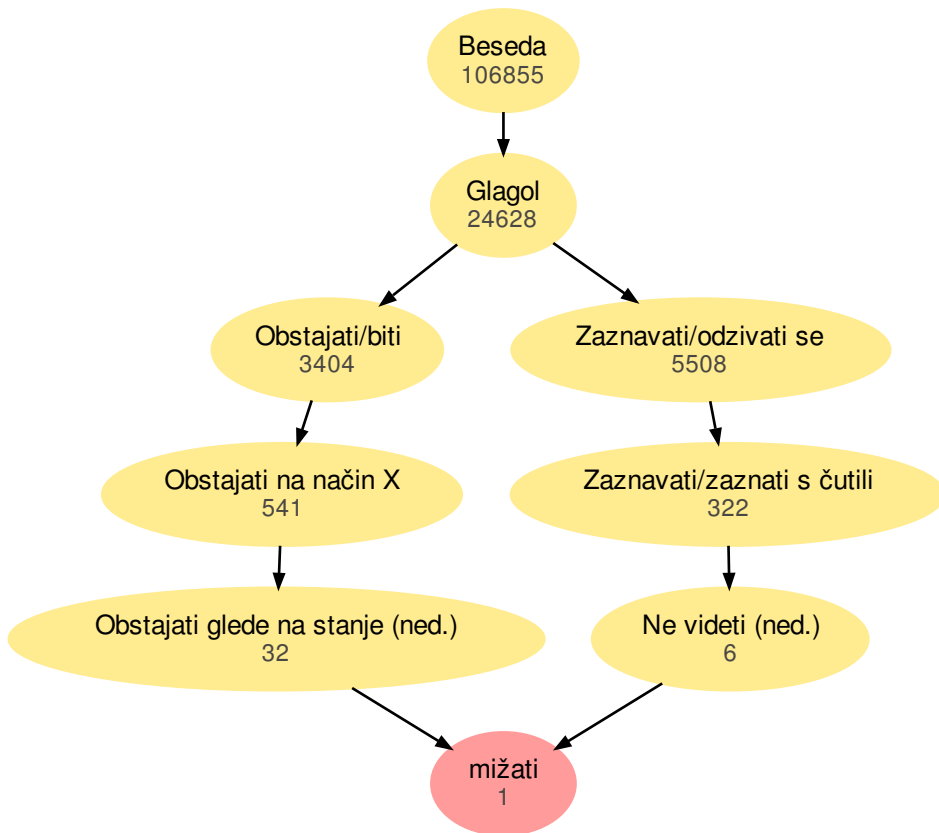 Beseda
106855
Glagol
24628
Obstajati/biti
3404
Zaznavati/odzivati se
5508
Obstajati na način X
541
Zaznavati/zaznati s čutili
322
Obstajati glede na stanje (ned.)
32
Ne videti (ned.)
6
mižati
1